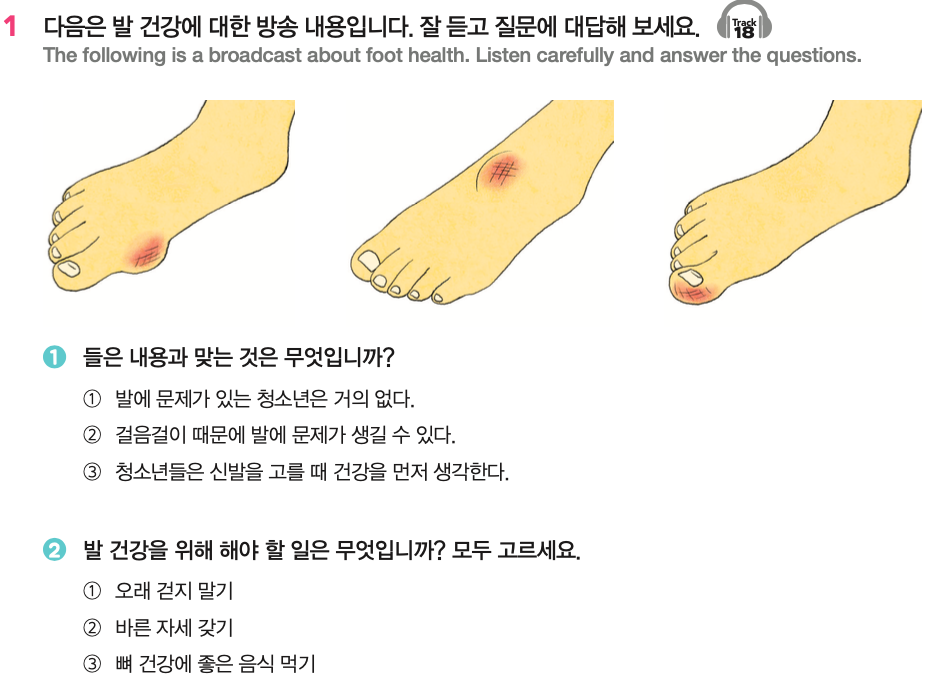 1 다음은 발 건강에 대한 방송 내용입니다. 잘 듣고 질문에 대답해 보세요. Track 18
The following is a broadcast about foot health. Listen carefully and answer the questions.
1 들은 내용과 맞는 것은 무엇입니까?
① 발에 문제가 있는 청소년은 거의 없다.
② 걸음걸이 때문에 발에 문제가 생길 수 있다.
③ 청소년들은 신발을 고를 때 건강을 먼저 생각한다.
2 발 건강을 위해 해야 할 일은 무엇입니까? 모두 고르세요.
① 오래 걷지 말기
② 바른 자세 갖기
③ 뼈 건강에 좋은 음식 먹기